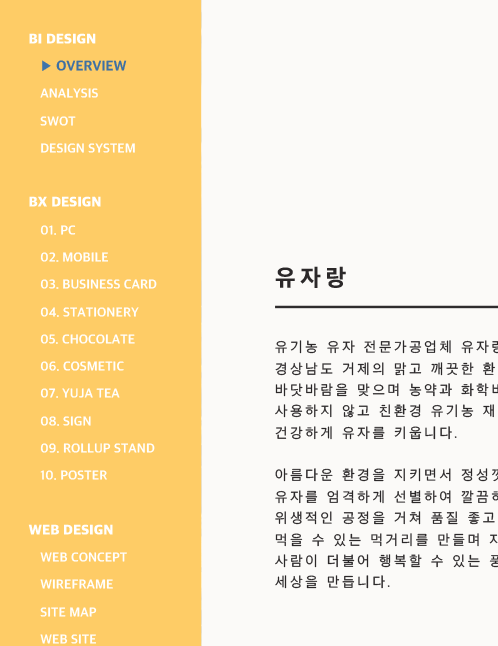 BI DESIGN
▶ OVERVIEW
ANALYSIS
SWOT
DESIGN SYSTEM
BX DESIGN
01. PC
02. MOBILE
03. BUSINESS CARD
04. STATIONERY
05. CHOCOLATE
06. COSMETIC
07. YUJA TEA
08. SIGN
09. ROLLUP STAND
10. POSTER
WEB DESIGN
WEB CONCEPT
WIREFRAME
SITE MAP
WEB SITE
유자랑
유기농 유자 전문가공업체 유자랑
경상남도 거제의 맑고 깨끗한 환
바닷바람을 맞으며 농약과 화학비
사용하지 않고 친환경 유기농 재
건강하게 유자를 키웁니다.
아름다운 환경을 지키면서 정성껏
유자를 엄격하게 선별하여 깔끔하
위생적인 공정을 거쳐 품질 좋고
먹을 수 있는 먹거리를 만들며 자
사람이 더불어 행복할 수 있는 풍
세상을 만듭니다.